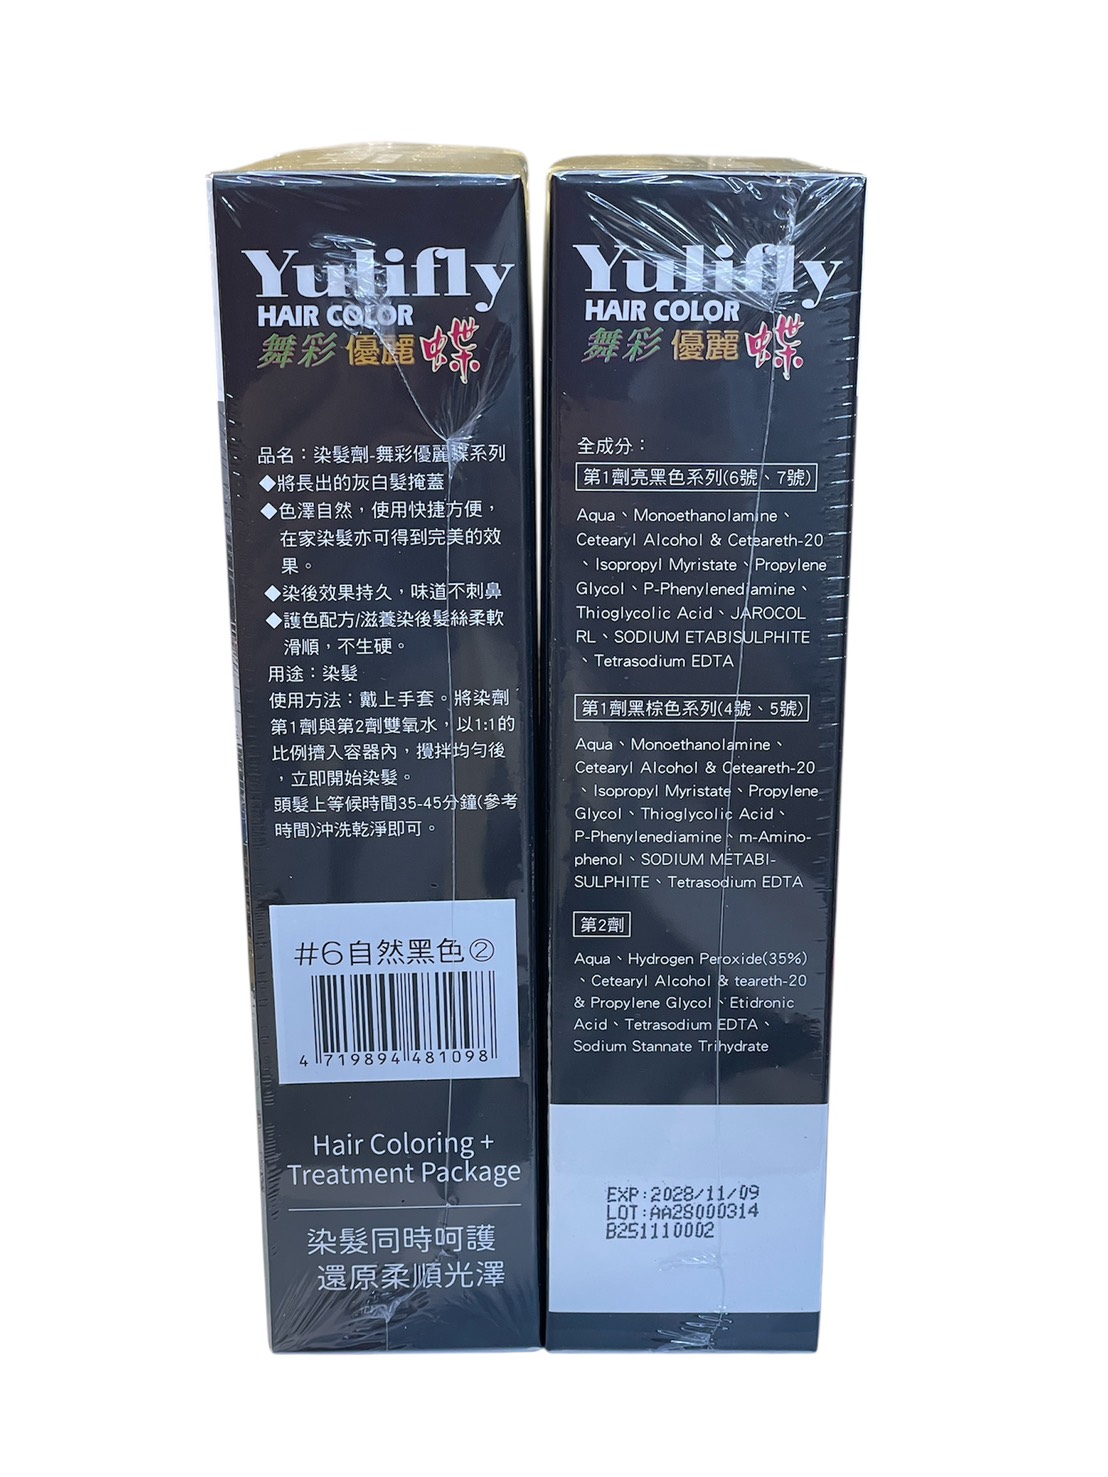 Yulifly
HAIR COLOR
舞彩優麗蝶
品名：染髮劑-舞彩優麗蝶系列
◆將長出的灰白髮掩蓋
◆色澤自然，使用快捷方便，
在家染髮亦可得到完美的效
果。
◆染後效果持久，味道不刺鼻
◆護色配方/滋養染後髮絲柔軟
滑順，不生硬。
用途：染髮
使用方法：戴上手套。將染劑
第1劑與第2劑雙氧水，以1:1的
比例擠入容器內，攪拌均勻後
，立即開始染髮。
頭髮上等候時間35-45分鐘(參考
時間)沖洗乾淨即可。
#6自然黑色②
4 719894 481098
Hair Coloring +
Treatment Package
染髮同時呵護
還原柔順光澤
Yulifly
HAIR COLOR
舞彩優麗蝶
全成分：
第1劑亮黑色系列(6號、7號)
Aqua、Monoethanolamine、
Cetearyl Alcohol & Ceteareth-20
、Isopropyl Myristate、Propylene
Glycol、P-Phenylenediamine、
Thioglycolic Acid、JAROCOL
RL、SODIUM ETABISULPHITE
、Tetrasodium EDTA
第1劑黑棕色系列(4號、5號)
Aqua、Monoethanolamine、
Cetearyl Alcohol & Ceteareth-20
、Isopropyl Myristate、Propylene
Glycol、Thioglycolic Acid、
P-Phenylenediamine、m-Amino-
phenol、SODIUM METABI-
SULPHITE、Tetrasodium EDTA
第2劑
Aqua、Hydrogen Peroxide(35%)
、Cetearyl Alcohol & teareth-20
& Propylene Glycol、Etidronic
Acid、Tetrasodium EDTA、
Sodium Stannate Trihydrate
EXP:2028/11/09
LOT:AA28000314
B251110002